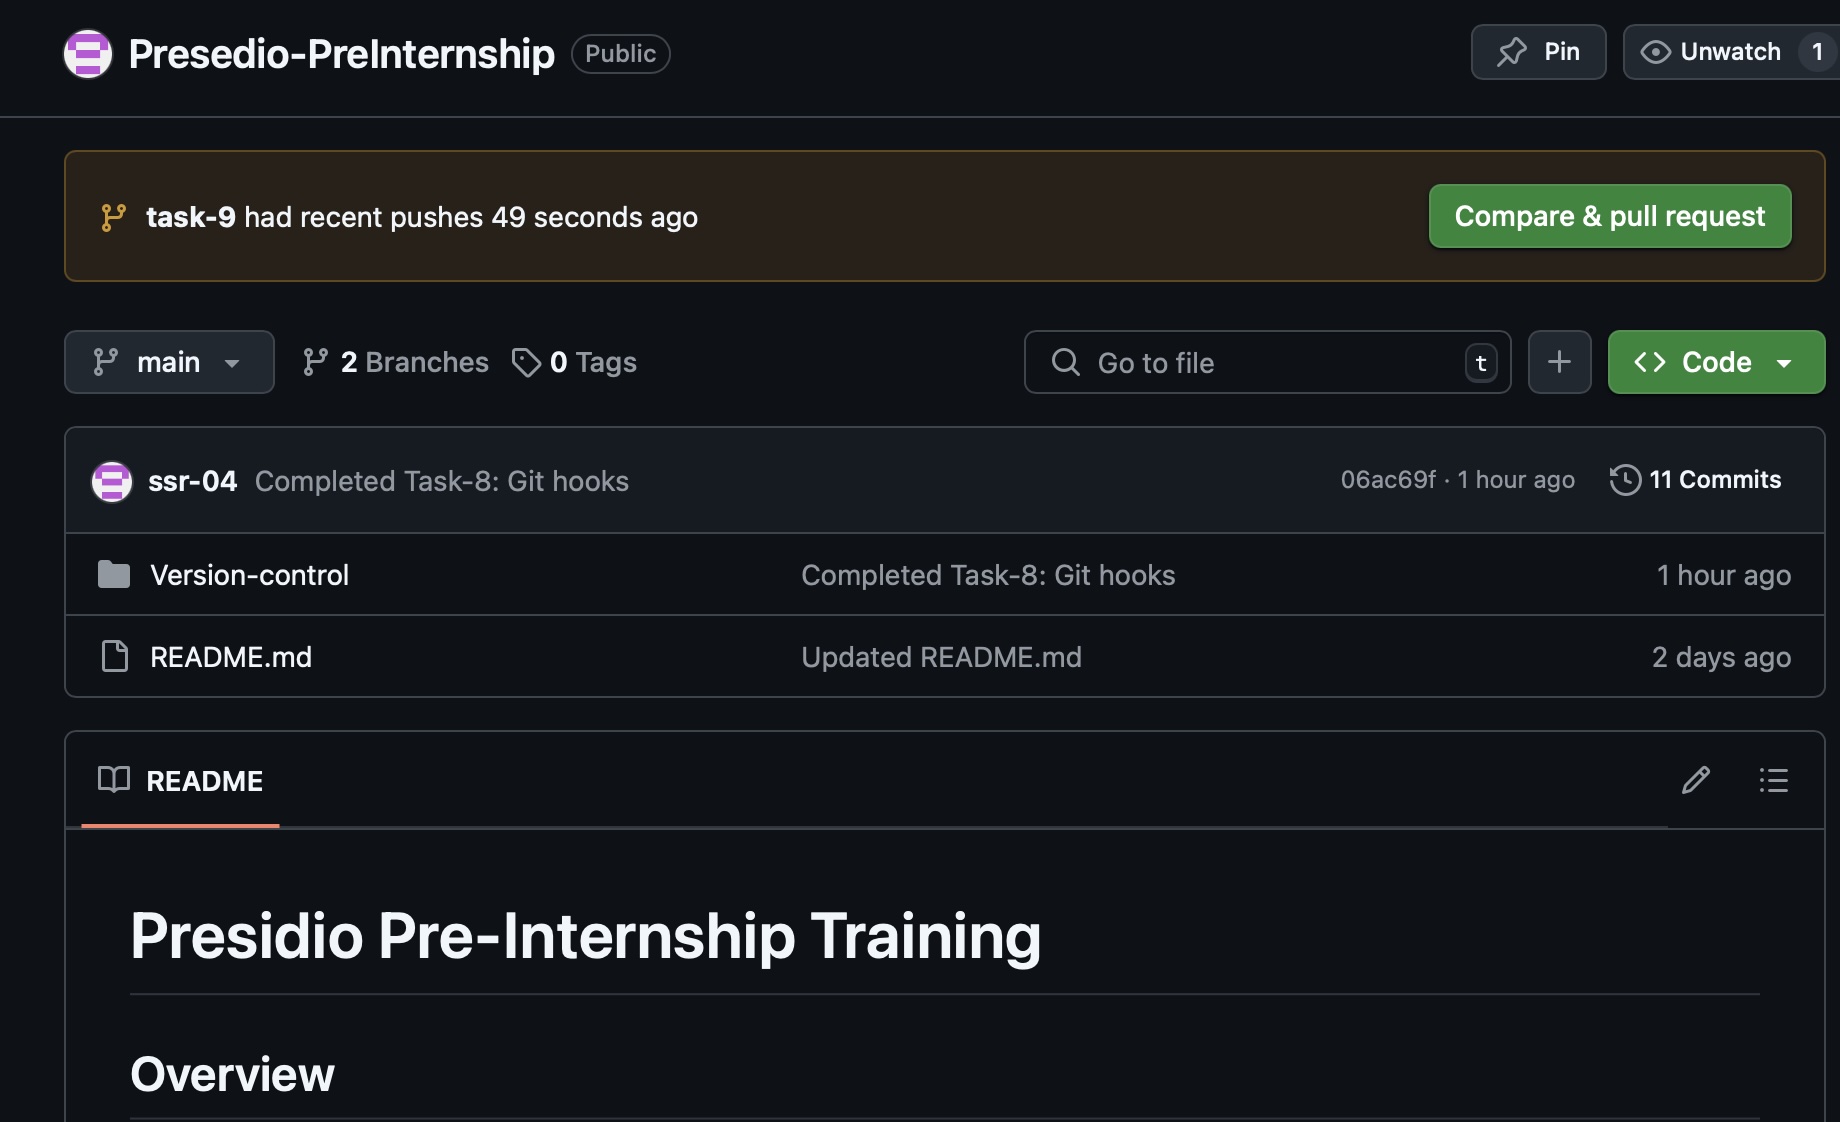 Presedio-PreInternship Public Pin Unwatch 1
task-9 had recent pushes 49 seconds ago Compare & pull request
main 2 Branches 0 Tags Go to file t + Code
ssr-04 Completed Task-8: Git hooks 06ac69f · 1 hour ago 11 Commits
Version-control Completed Task-8: Git hooks 1 hour ago
README.md Updated README.md 2 days ago
README
Presidio Pre-Internship Training
Overview